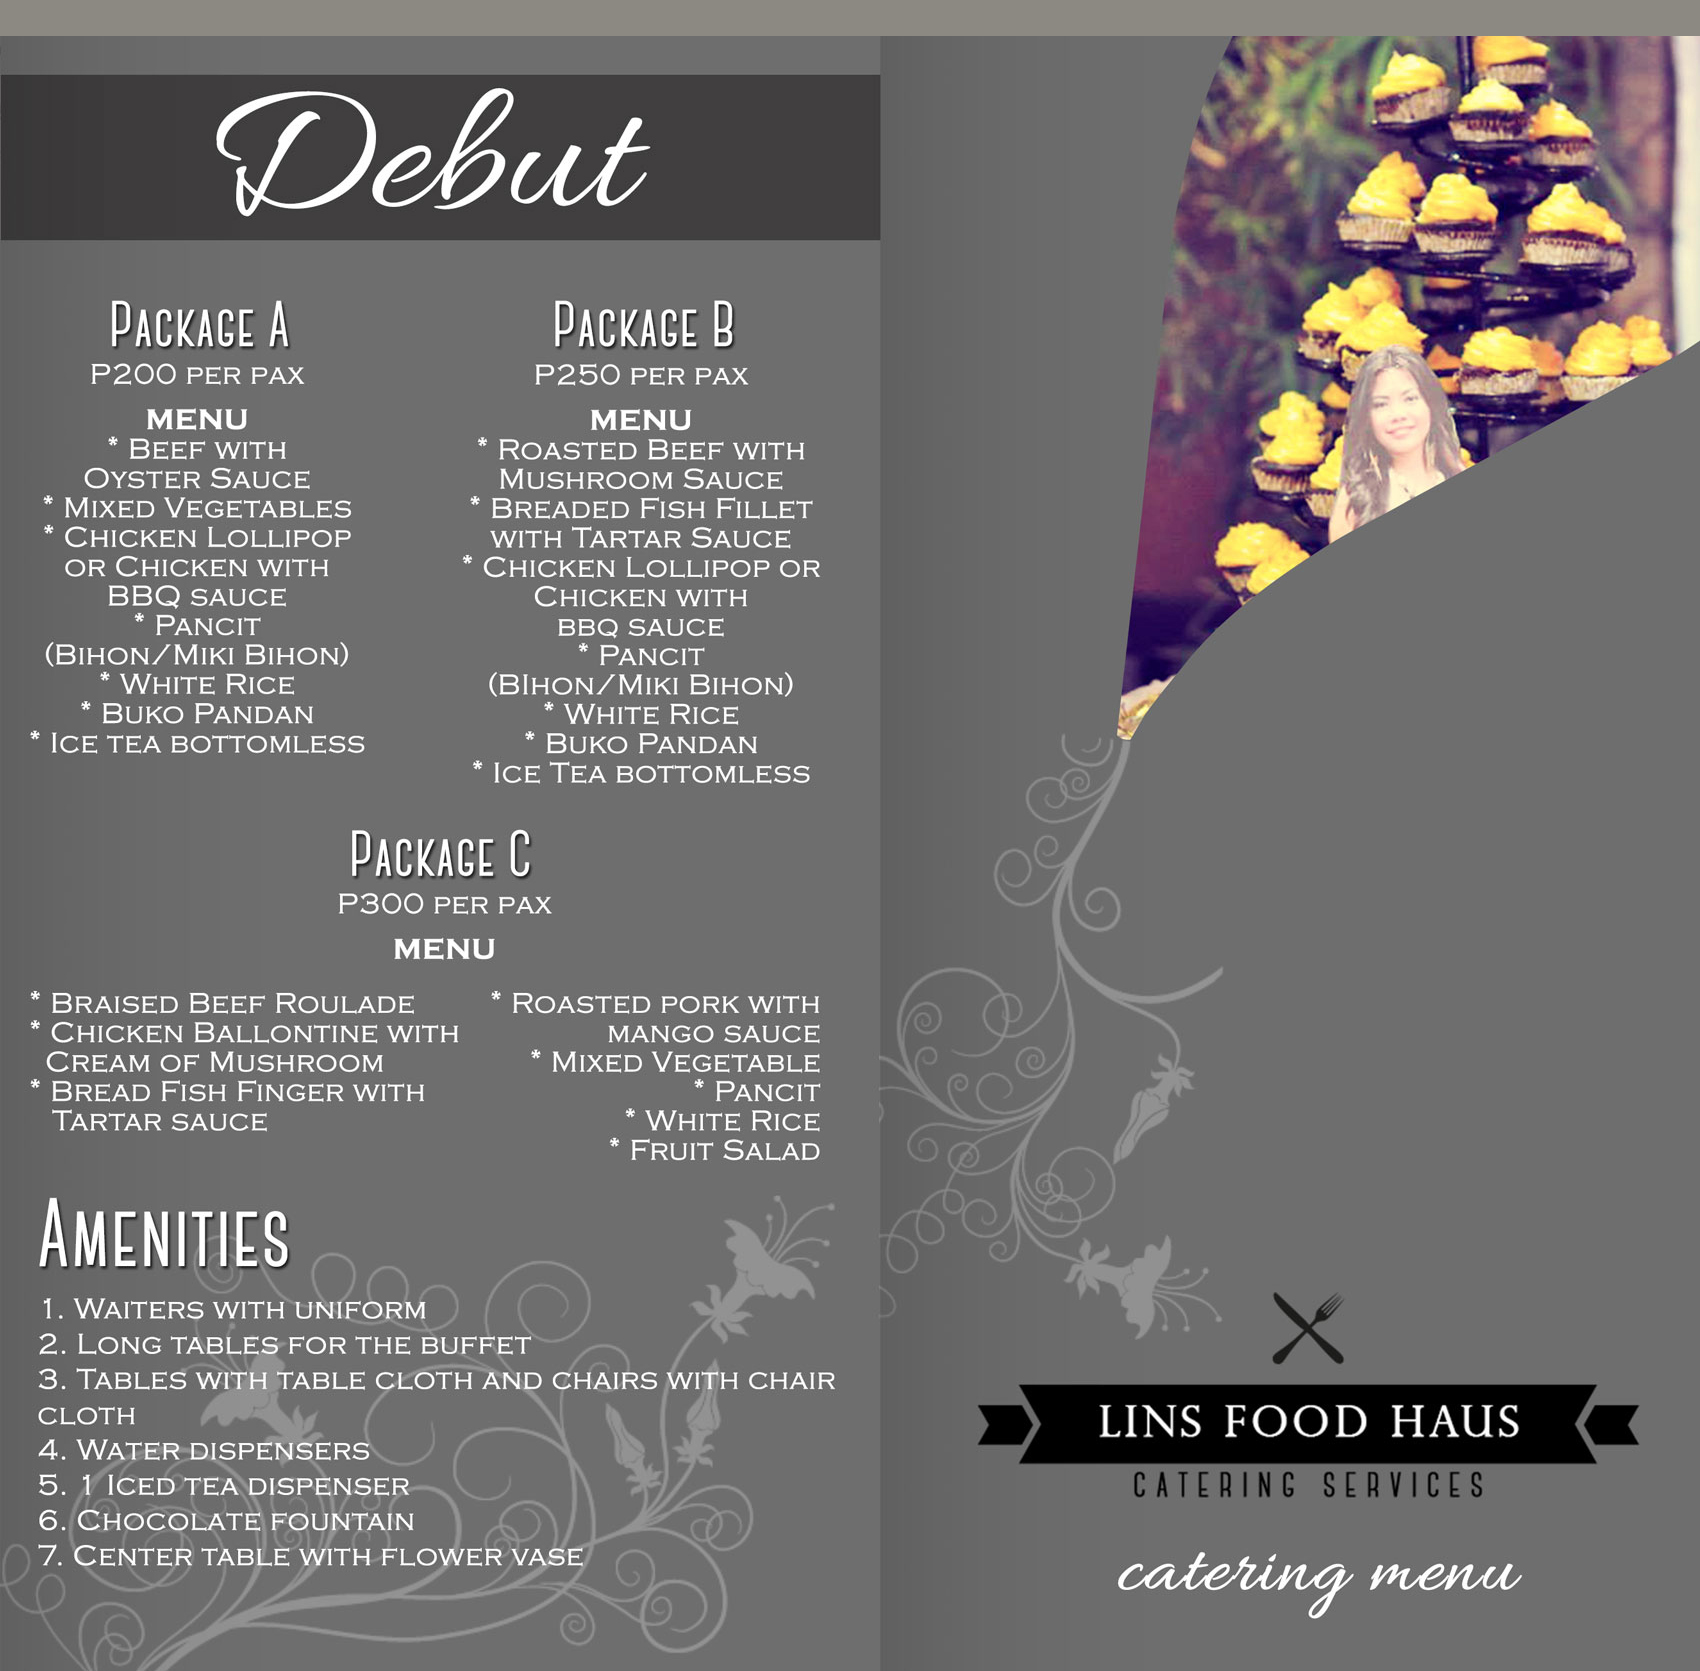 Debut
Package A
P200 per pax
MENU
* Beef with
Oyster Sauce
* Mixed Vegetables
* Chicken Lollipop
or Chicken with
BBQ sauce
* Pancit
(Bihon/Miki Bihon)
* White Rice
* Buko Pandan
* Ice tea bottomless
Package B
P250 per pax
MENU
* Roasted Beef with
Mushroom Sauce
* Breaded Fish Fillet
with Tartar Sauce
* Chicken Lollipop or
Chicken with
bbq sauce
* Pancit
(BIhon/Miki Bihon)
* White Rice
* Buko Pandan
* Ice Tea bottomless
Package C
P300 per pax
MENU
* Braised Beef Roulade
* Chicken Ballontine with
Cream of Mushroom
* Bread Fish Finger with
Tartar sauce
* Roasted pork with
mango sauce
* Mixed Vegetable
* Pancit
* White Rice
* Fruit Salad
Amenities
1. Waiters with uniform
2. Long tables for the buffet
3. Tables with table cloth and chairs with chair
cloth
4. Water dispensers
5. 1 Iced tea dispenser
6. Chocolate fountain
7. Center table with flower vase
LINS FOOD HAUS
CATERING SERVICES
catering menu